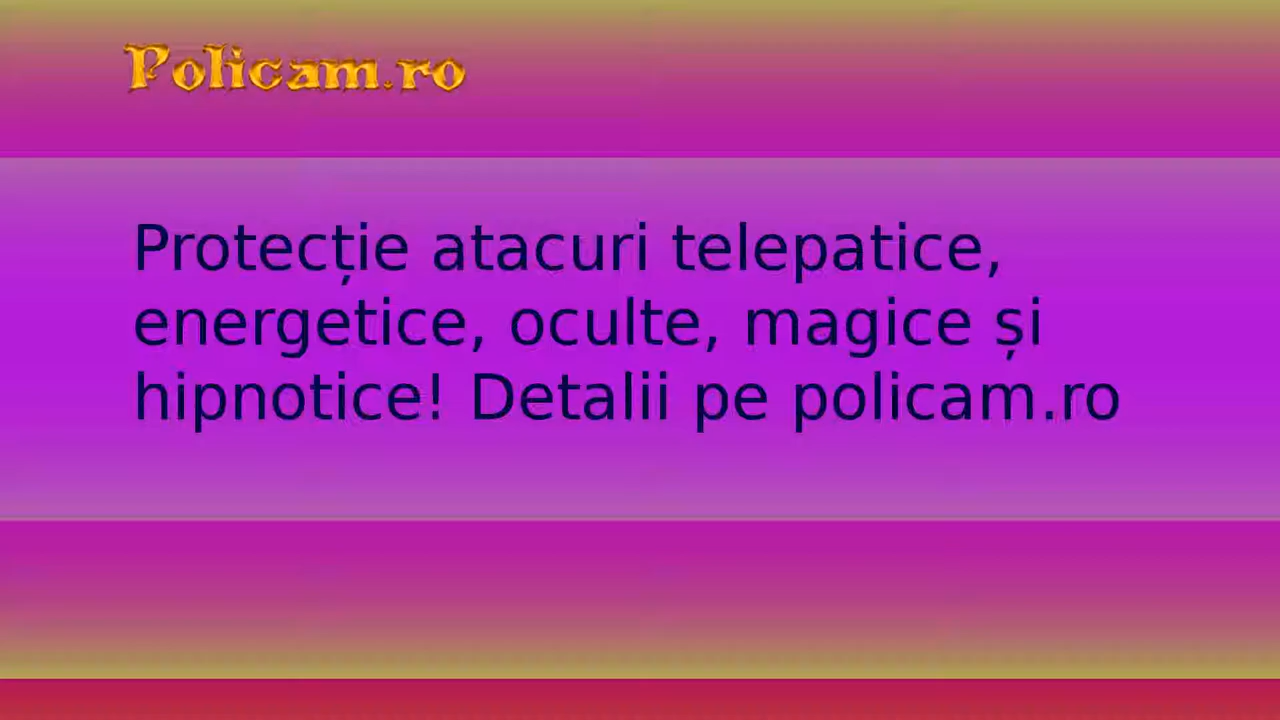 Policam.ro
Protecție atacuri telepatice,
energetice, oculte, magice și
hipnotice! Detalii pe policam.ro